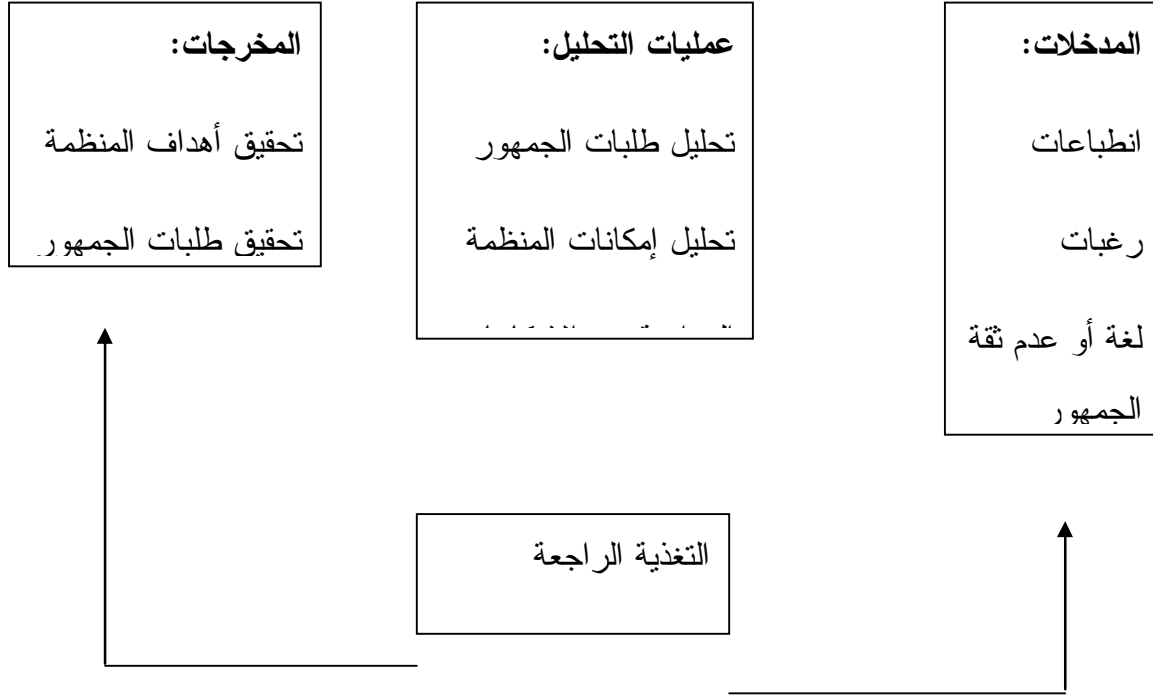 المدخلات:
انطباعات
رغبات
لغة أو عدم ثقة
الجمهور
عمليات التحليل:
تحليل طلبات الجمهور
تحليل إمكانات المنظمة
المخرجات:
تحقيق أهداف المنظمة
تحقيق طلبات الجمهور
التغذية الراجعة